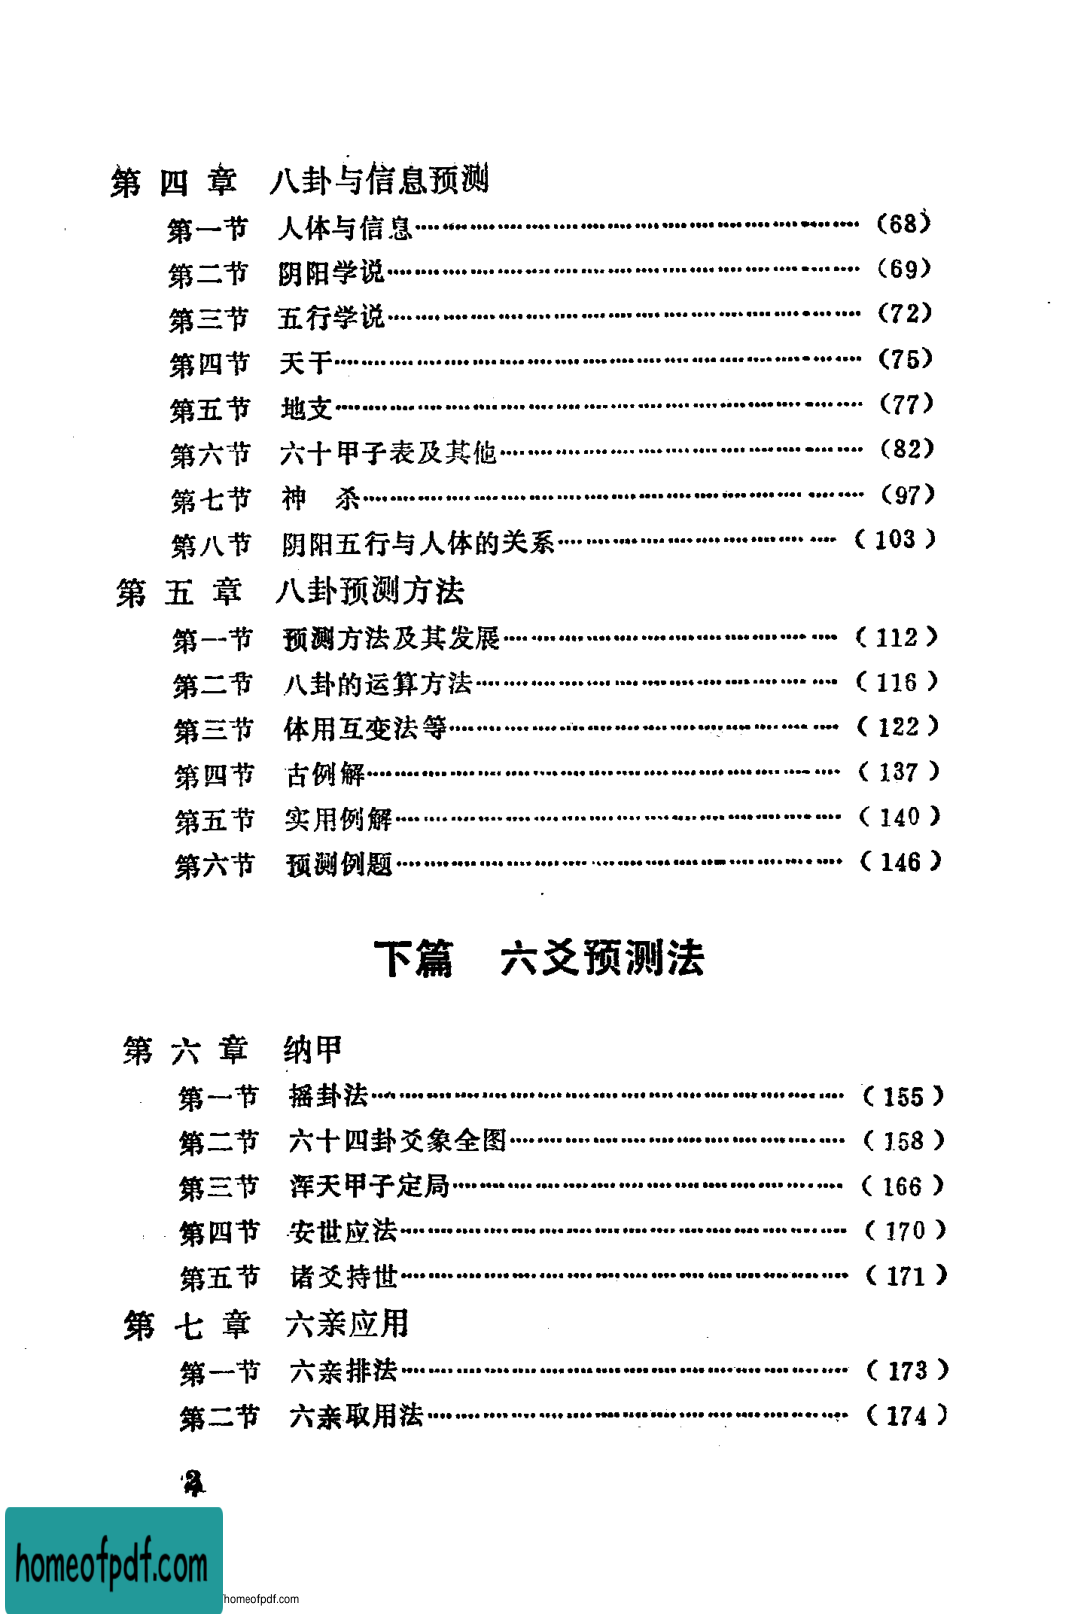 第四章 八卦与信息预测
第一节 人体与信息……………………………………(68)
第二节 阴阳学说……………………………………(69)
第三节 五行学说……………………………………(72)
第四节 天干……………………………………(75)
第五节 地支……………………………………(77)
第六节 六十甲子表及其他……………………………………(82)
第七节 神 杀……………………………………(97)
第八节 阴阳五行与人体的关系……………………………………(103)
第五章 八卦预测方法
第一节 预测方法及其发展……………………………………(112)
第二节 八卦的运算方法……………………………………(116)
第三节 体用互变法等……………………………………(122)
第四节 古例解……………………………………(137)
第五节 实用例解……………………………………(140)
第六节 预测例题……………………………………(146)
下篇 六爻预测法
第六章 纳甲
第一节 摇卦法……………………………………(155)
第二节 六十四卦爻象全图……………………………………(158)
第三节 浑天甲子定局……………………………………(166)
第四节 安世应法……………………………………(170)
第五节 诸爻持世……………………………………(171)
第七章 六亲应用
第一节 六亲排法……………………………………(173)
第二节 六亲取用法……………………………………(174)
homeofpdf.com
homeofpdf.com